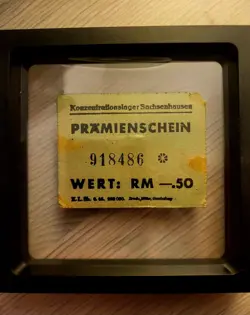 Konzentrationslager Sachsenhausen
PRÄMIENSCHEIN
918486
WERT: RM —.50